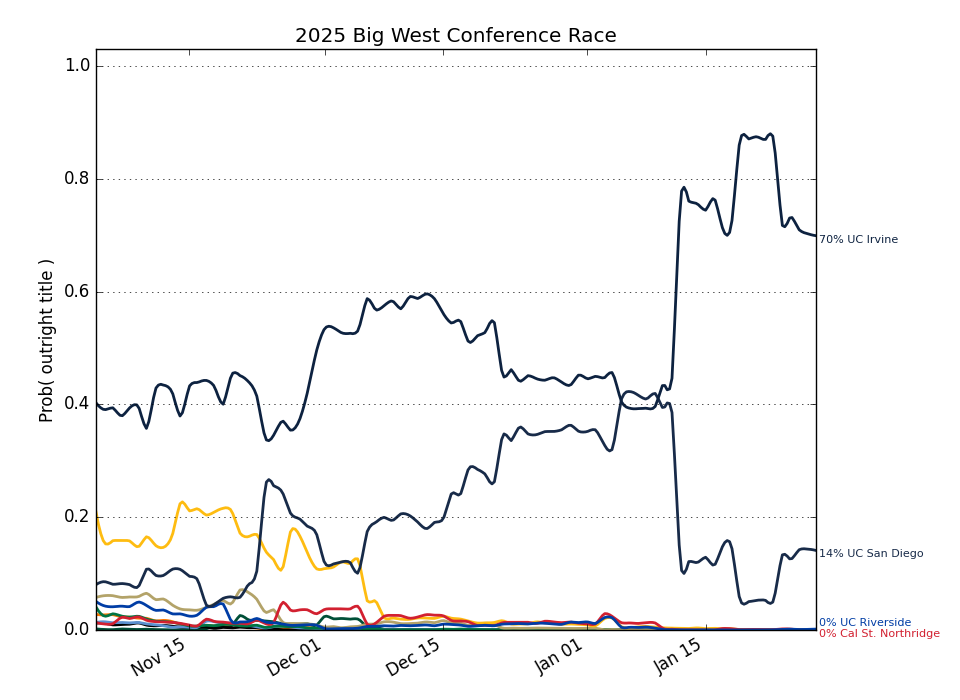 2025 Big West Conference Race
Prob( outright title )
1.0
0.8
0.6
0.4
0.2
0.0
Nov 15
Dec 01
Dec 15
Jan 01
Jan 15
70% UC Irvine
14% UC San Diego
0% UC Riverside
0% Cal St. Northridge